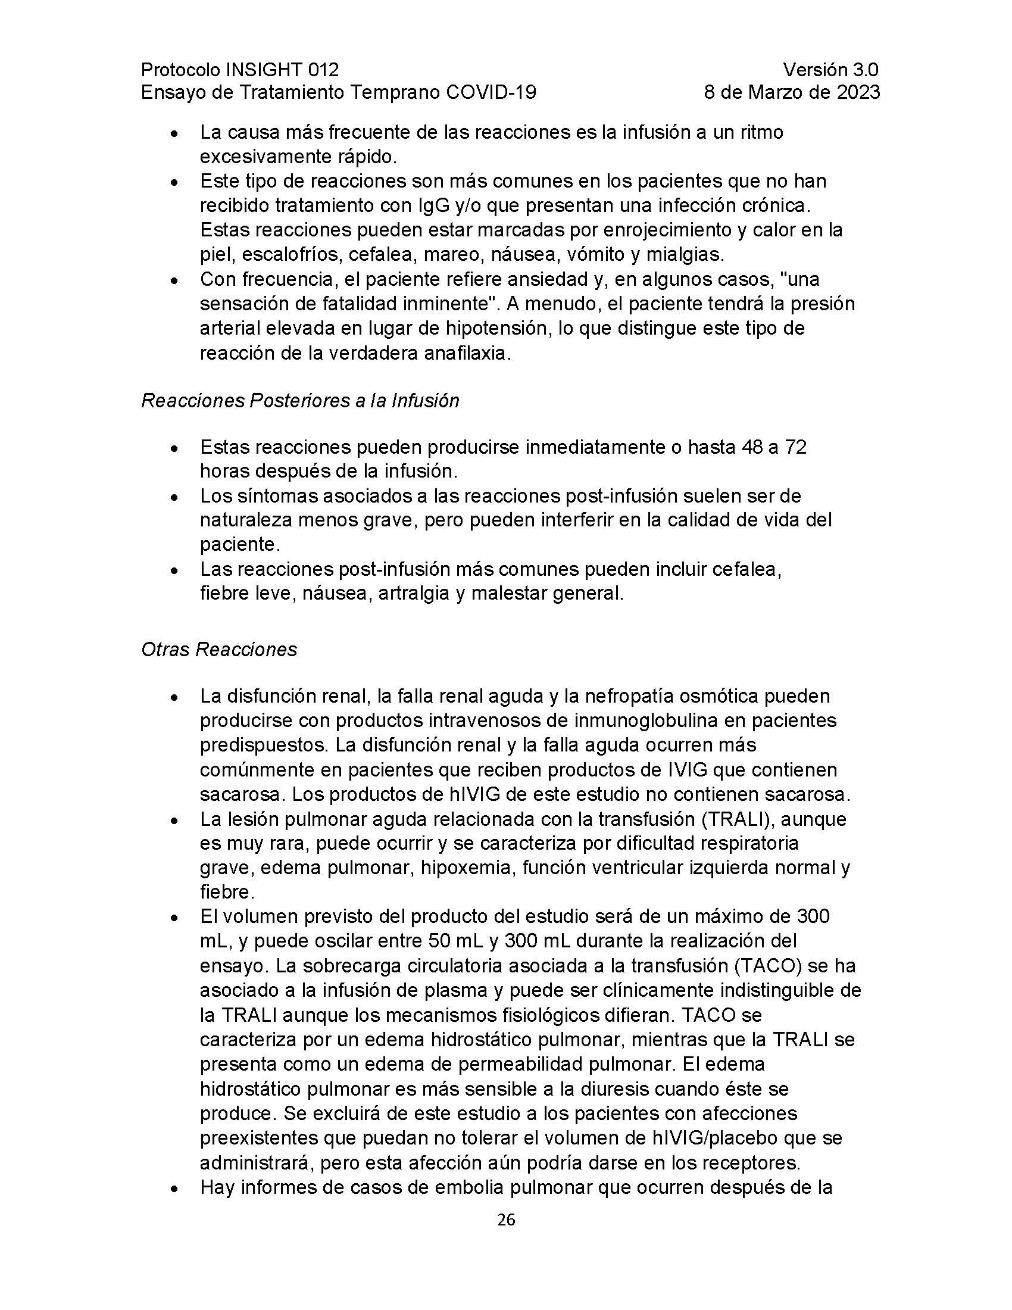 Protocolo INSIGHT 012 Versión 3.0
Ensayo de Tratamiento Temprano COVID-19 8 de Marzo de 2023
• La causa más frecuente de las reacciones es la infusión a un ritmo
excesivamente rápido.
• Este tipo de reacciones son más comunes en los pacientes que no han
recibido tratamiento con IgG y/o que presentan una infección crónica.
Estas reacciones pueden estar marcadas por enrojecimiento y calor en la
piel, escalofríos, cefalea, mareo, náusea, vómito y mialgias.
• Con frecuencia, el paciente refiere ansiedad y, en algunos casos, "una
sensación de fatalidad inminente". A menudo, el paciente tendrá la presión
arterial elevada en lugar de hipotensión, lo que distingue este tipo de
reacción de la verdadera anafilaxia.
Reacciones Posteriores a la Infusión
• Estas reacciones pueden producirse inmediatamente o hasta 48 a 72
horas después de la infusión.
• Los síntomas asociados a las reacciones post-infusión suelen ser de
naturaleza menos grave, pero pueden interferir en la calidad de vida del
paciente.
• Las reacciones post-infusión más comunes pueden incluir cefalea,
fiebre leve, náusea, artralgia y malestar general.
Otras Reacciones
• La disfunción renal, la falla renal aguda y la nefropatía osmótica pueden
producirse con productos intravenosos de inmunoglobulina en pacientes
predispuestos. La disfunción renal y la falla aguda ocurren más
comúnmente en pacientes que reciben productos de IVIG que contienen
sacarosa. Los productos de hIVIG de este estudio no contienen sacarosa.
• La lesión pulmonar aguda relacionada con la transfusión (TRALI), aunque
es muy rara, puede ocurrir y se caracteriza por dificultad respiratoria
grave, edema pulmonar, hipoxemia, función ventricular izquierda normal y
fiebre.
• El volumen previsto del producto del estudio será de un máximo de 300
mL, y puede oscilar entre 50 mL y 300 mL durante la realización del
ensayo. La sobrecarga circulatoria asociada a la transfusión (TACO) se ha
asociado a la infusión de plasma y puede ser clínicamente indistinguible de
la TRALI aunque los mecanismos fisiológicos difieran. TACO se
caracteriza por un edema hidrostático pulmonar, mientras que la TRALI se
presenta como un edema de permeabilidad pulmonar. El edema
hidrostático pulmonar es más sensible a la diuresis cuando éste se
produce. Se excluirá de este estudio a los pacientes con afecciones
preexistentes que puedan no tolerar el volumen de hIVIG/placebo que se
administrará, pero esta afección aún podría darse en los receptores.
• Hay informes de casos de embolia pulmonar que ocurren después de la
26